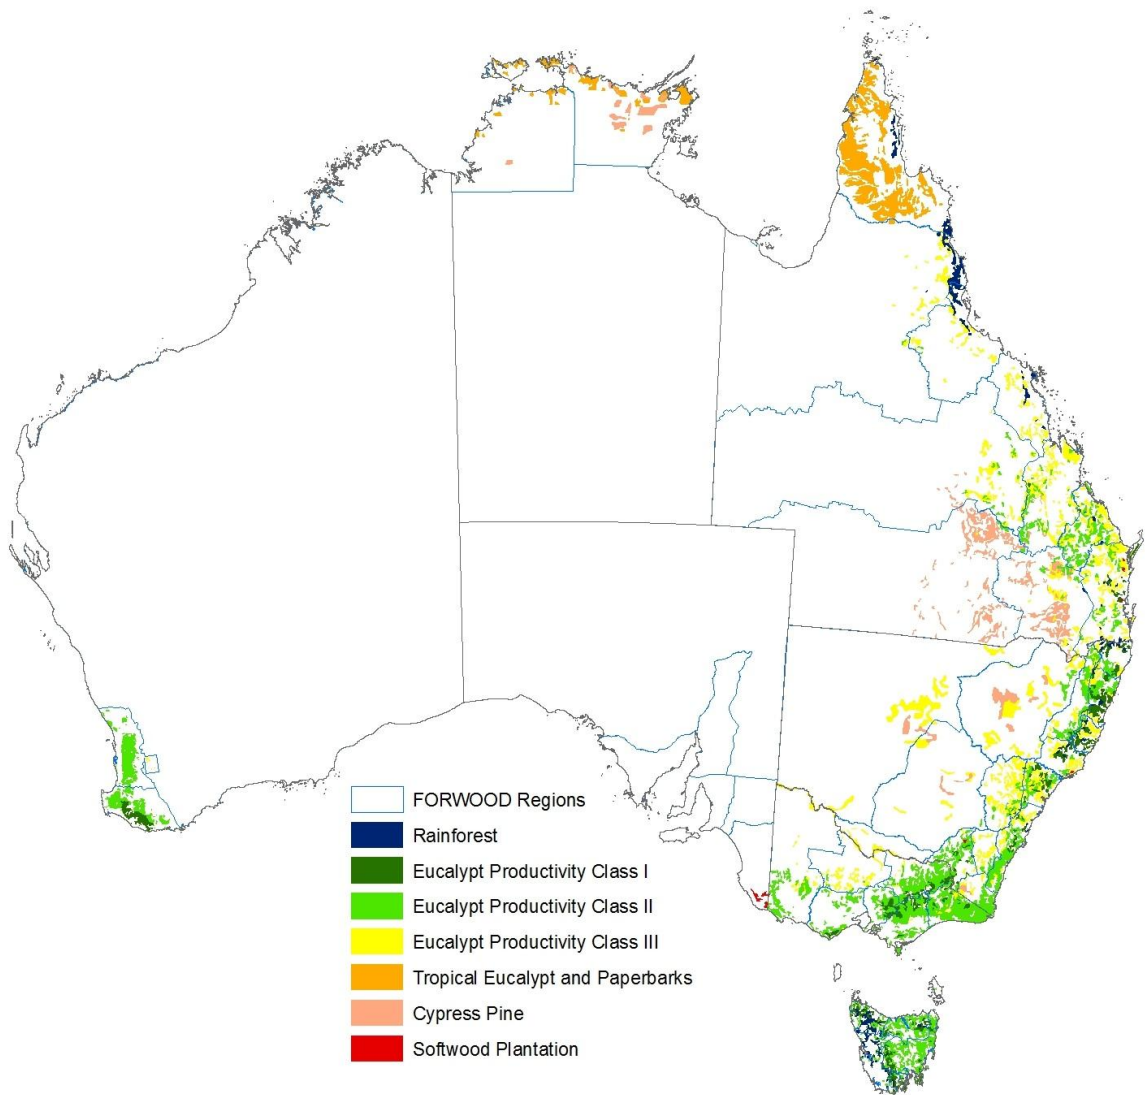 FORWOOD Regions
Rainforest
Eucalypt Productivity Class I
Eucalypt Productivity Class II
Eucalypt Productivity Class III
Tropical Eucalypt and Paperbarks
Cypress Pine
Softwood Plantation